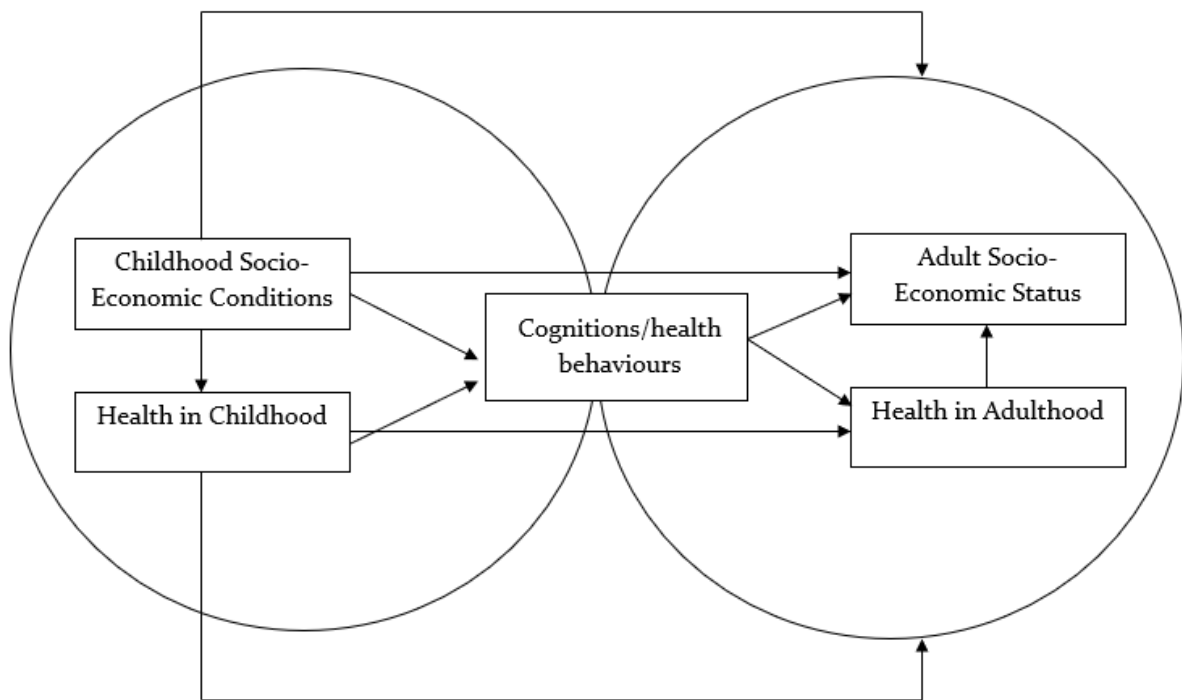 Childhood Socio-
Economic Conditions
Health in Childhood
Cognitions/health
behaviours
Adult Socio-
Economic Status
Health in Adulthood